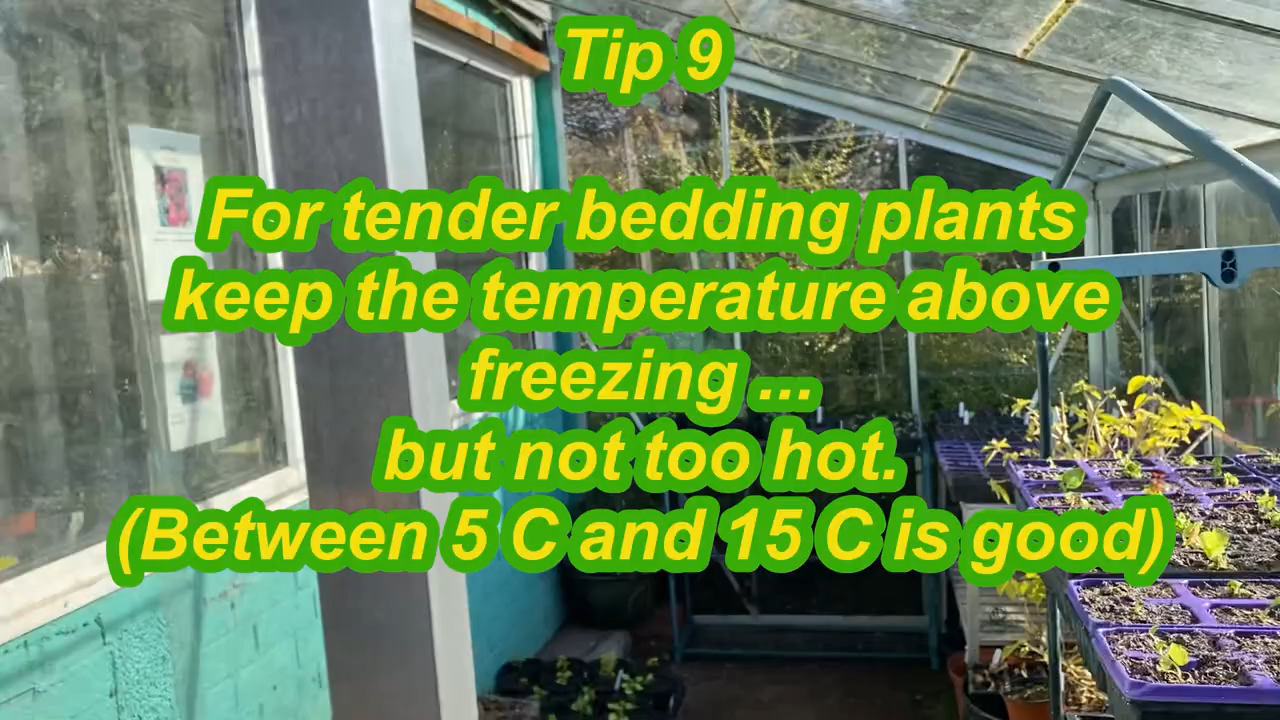 Tip 9
For tender bedding plants
keep the temperature above
freezing ...
but not too hot.
(Between 5 C and 15 C is good)